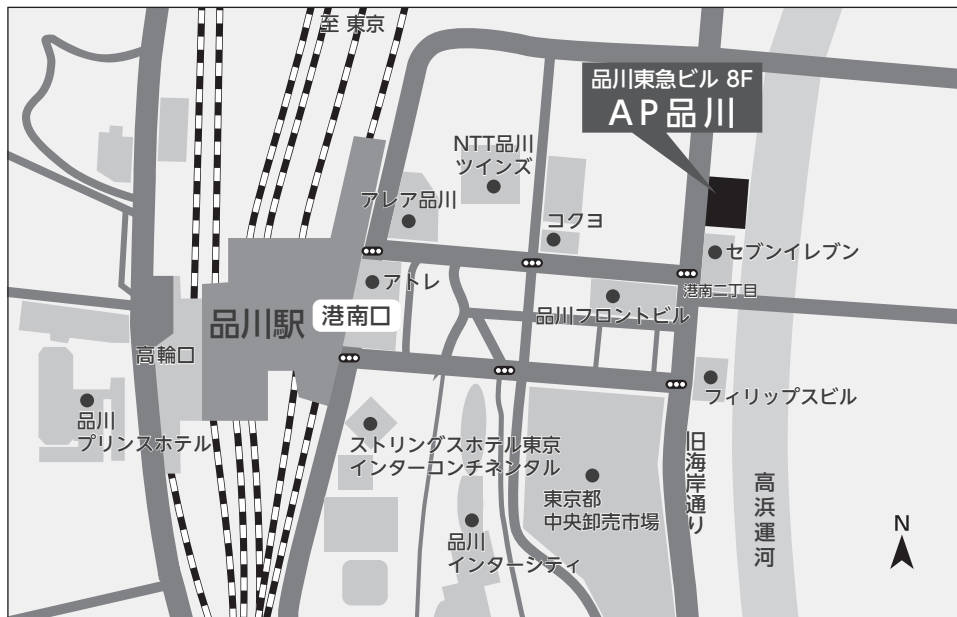 至 東京
品川東急ビル 8F
AP品川
NTT品川
ツインズ
アレア品川
コクヨ
セブンイレブン
アトレ
港南二丁目
品川フロントビル
品川駅
港南口
高輪口
フィリップスビル
品川
プリンスホテル
ストリングスホテル東京
インターコンチネンタル
旧海岸通り
東京都
中央卸売市場
高浜運河
品川
インターシティ
N